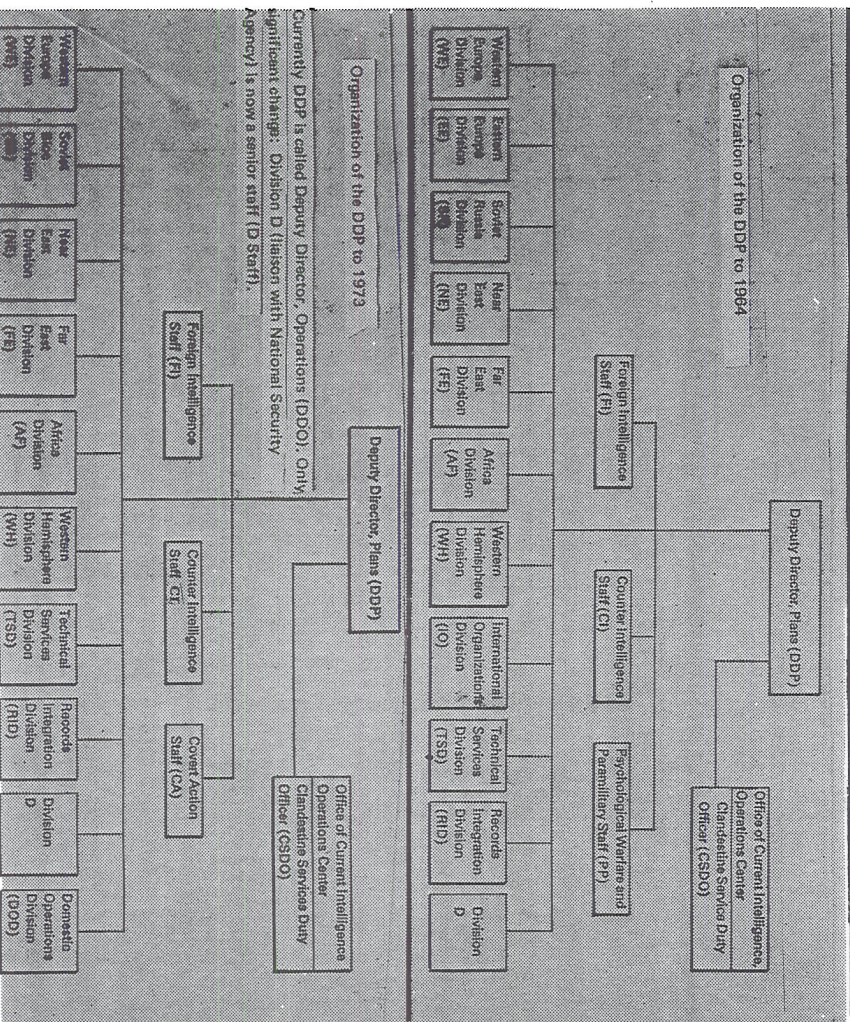 Organization of the DDP to 1964
Deputy Director, Plans (DDP)
Office of Current Intelligence,
Operations Center
Clandestine Service Duty
Officer (CSDO)
Foreign Intelligence
Staff (FI)
Counter Intelligence
Staff (CI)
Psychological Warfare and
Paramilitary Staff (PP)
Western
Europe
Division
(WE)
Eastern
Europe
Division
(EE)
Soviet
Russia
Division
Near
East
Division
(NE)
Far
East
Division
(FE)
Africa
Division
(AF)
Western
Hemisphere
Division
(WH)
International
Organizations
Division
(IO)
Technical
Services
Division
(TSD)
Records
Integration
Division
(RID)
Division
D
Organization of the DDP to 1973
Currently DDP is called Deputy Director, Operations (DDO). Only
significant change: Division D (liaison with National Security
Agency) is now a senior staff (D Staff).
Deputy Director, Plans (DDP)
Office of Current Intelligence
Operations Center
Clandestine Services Duty
Officer (CSDO)
Foreign Intelligence
Staff (FI)
Counter Intelligence
Staff CI,
Covert Action
Staff (CA)
Western
Europe
Division
(WE)
Soviet
Bloc
Division
Near
East
Division
(NE)
Far
East
Division
(FE)
Africa
Division
(AF)
Western
Hemisphere
Division
(WH)
Technical
Services
Division
(TSD)
Records
Integration
Division
(RID)
Division
D
Domestic
Operations
Division
(DOD)